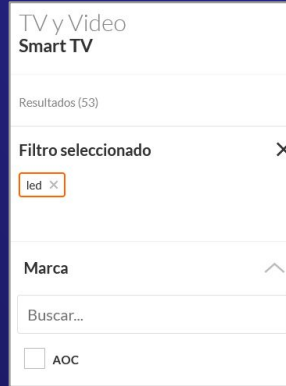 TV y Video
Smart TV
Resultados (53)
Filtro seleccionado
led
Marca
Buscar...
AOC